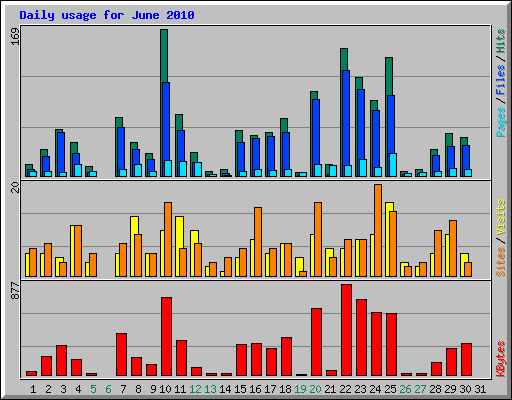 Daily usage for June 2010
169
Pages / Files / Hits
20
Sites / Visits
877
KBytes
1 2 3 4 5 6 7 8 9 10 11 12 13 14 15 16 17 18 19 20 21 22 23 24 25 26 27 28 29 30 31